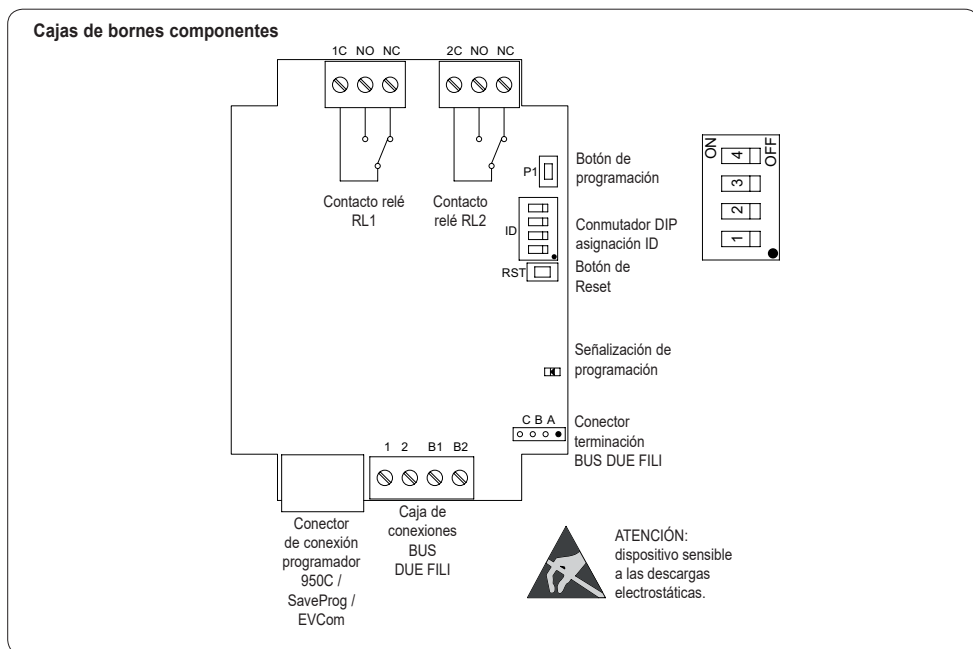 Cajas de bornes componentes
1C NO NC
2C NO NC
Contacto relé
RL1
Contacto
relé RL2
P1
Botón de
programación
ID
Conmutador DIP
asignación ID
RST
Botón de
Reset
ON
OFF
4
3
2
1
Señalización de
programación
C B A
Conector
terminación
BUS DUE FILI
1 2 B1 B2
Conector
de conexión
programador
950C /
SaveProg /
EVCom
Caja de
conexiones
BUS
DUE FILI
ATENCIÓN:
dispositivo sensible
a las descargas
electrostáticas.